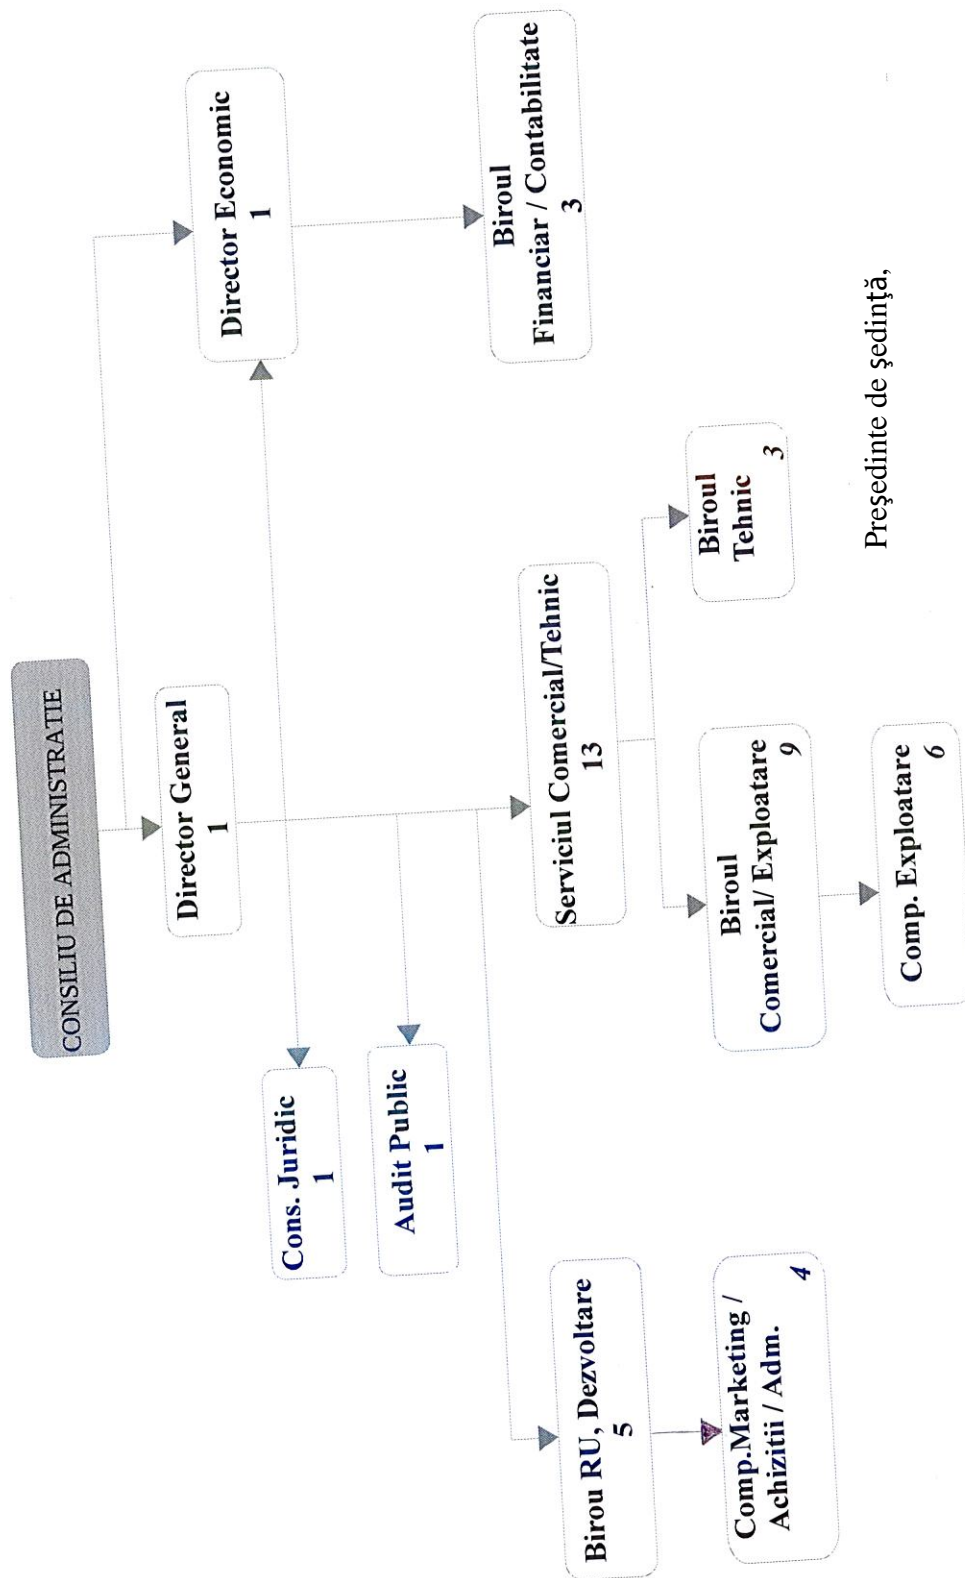 CONSILIU DE ADMINISTRATIE
Director General
1
Director Economic
1
Cons. Juridic
1
Audit Public
1
Birou RU, Dezvoltare
5
Serviciul Comercial/Tehnic
13
Biroul
Financiar / Contabilitate
3
Comp.Marketing /
Achizitii / Adm.
4
Biroul
Comercial/ Exploatare
9
Biroul
Tehnic
3
Comp. Exploatare
6
Preşedinte de şedinţă,